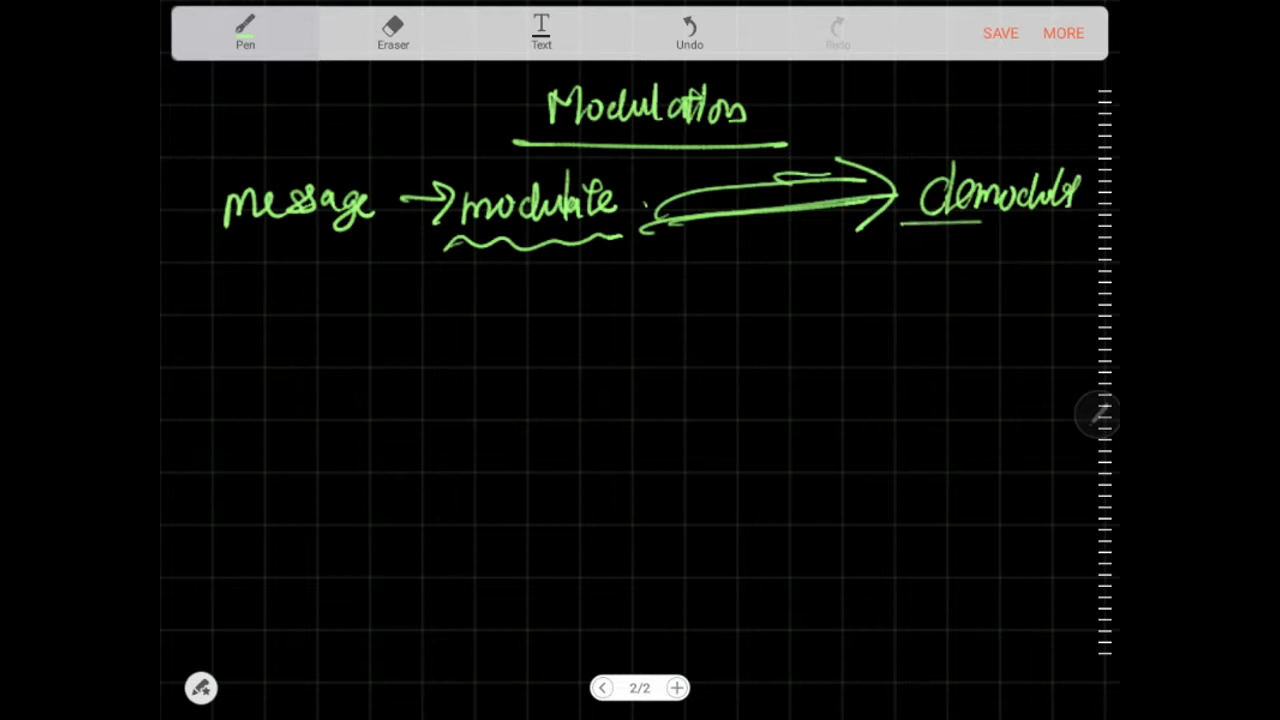 Pen Eraser Text Undo Redo SAVE MORE
Modulation
message → modulate demodul
2/2